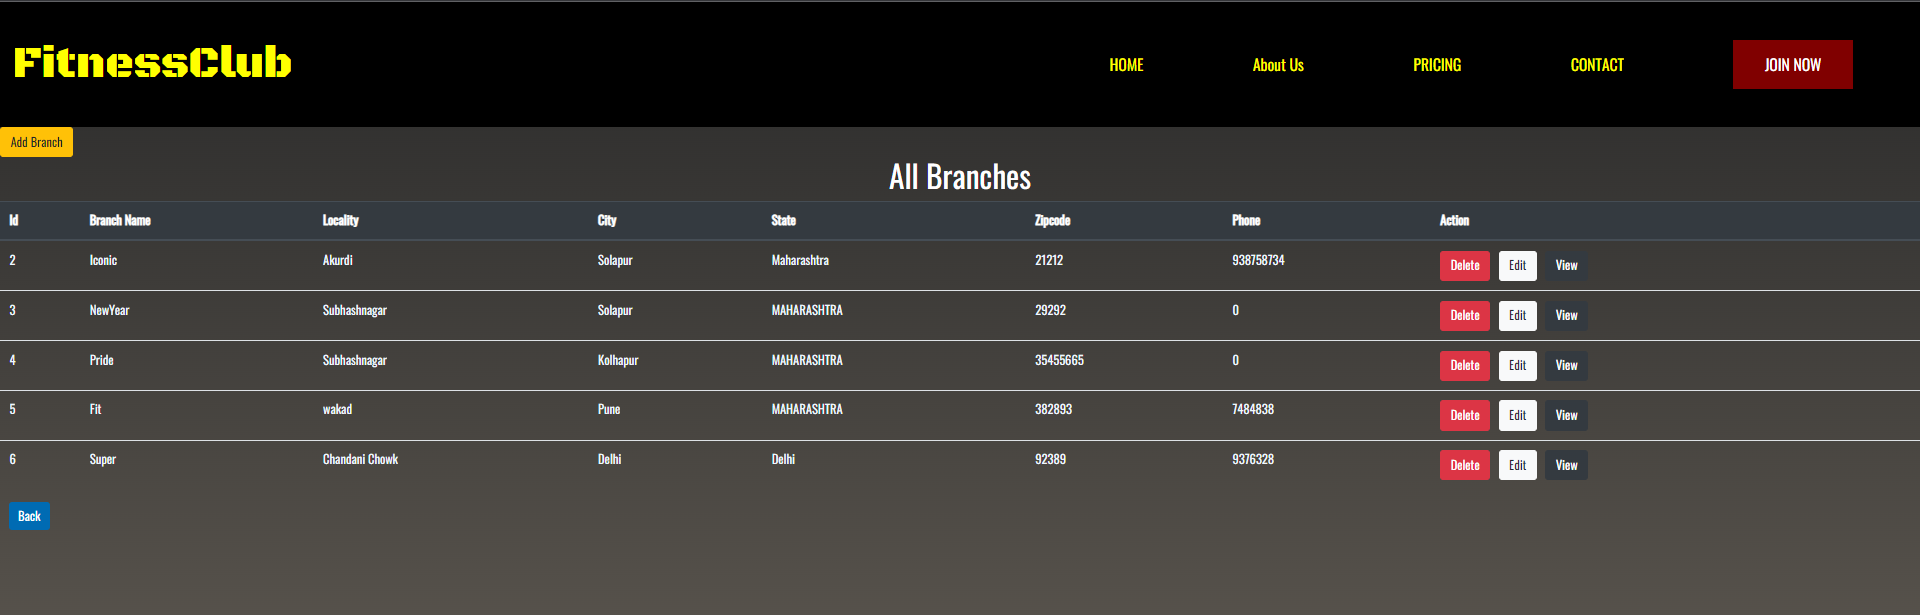 FitnessClub HOME About Us PRICING CONTACT JOIN NOW
Add Branch
All Branches
Id Branch Name Locality City State Zipcode Phone Action
2 Iconic Akurdi Solapur Maharashtra 21212 938758734 Delete Edit View
3 NewYear Subhashnagar Solapur MAHARASHTRA 29292 0 Delete Edit View
4 Pride Subhashnagar Kolhapur MAHARASHTRA 35455665 0 Delete Edit View
5 Fit wakad Pune MAHARASHTRA 382893 7484838 Delete Edit View
6 Super Chandani Chowk Delhi Delhi 92389 9376328 Delete Edit View
Back